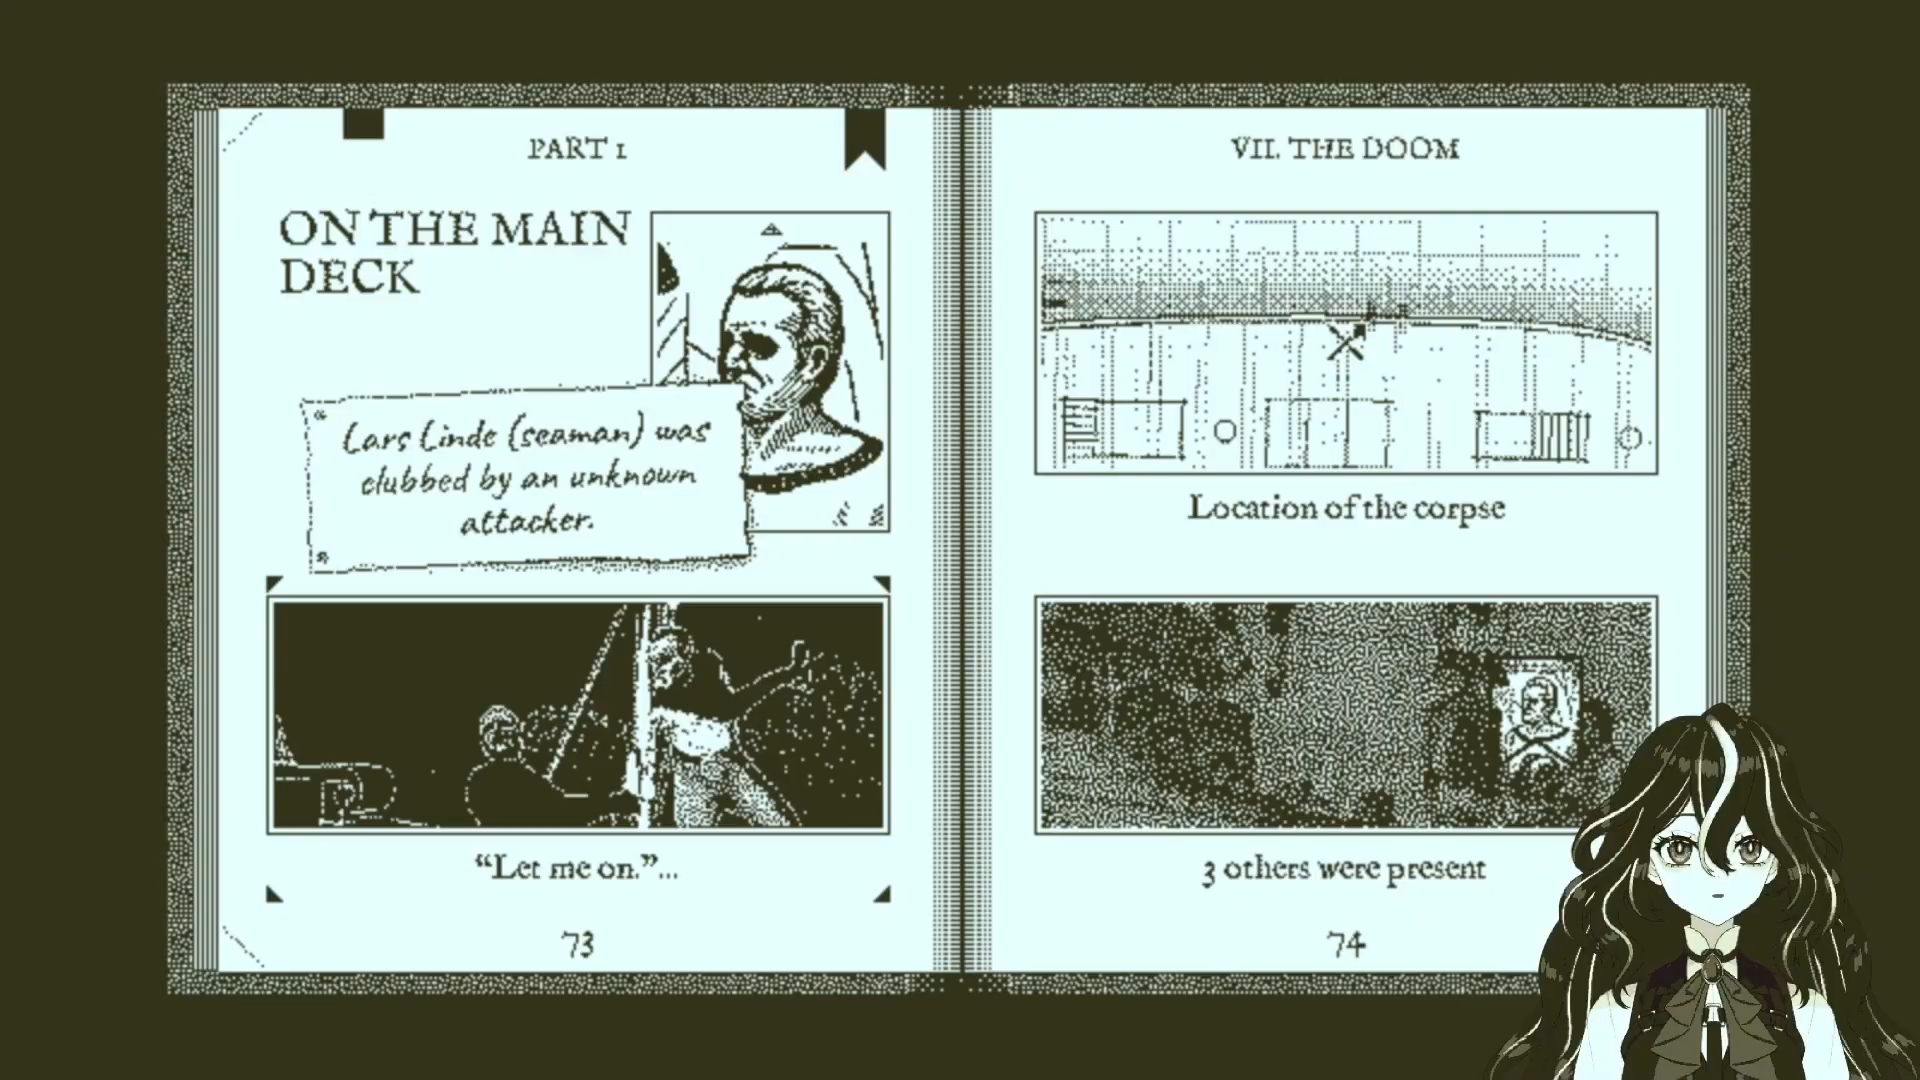 PART 1
ON THE MAIN
DECK
“
Lars Linde (seaman) was
clubbed by an unknown
attacker.
”
“Let me on.”...
73
VII. THE DOOM
Location of the corpse
3 others were present
74